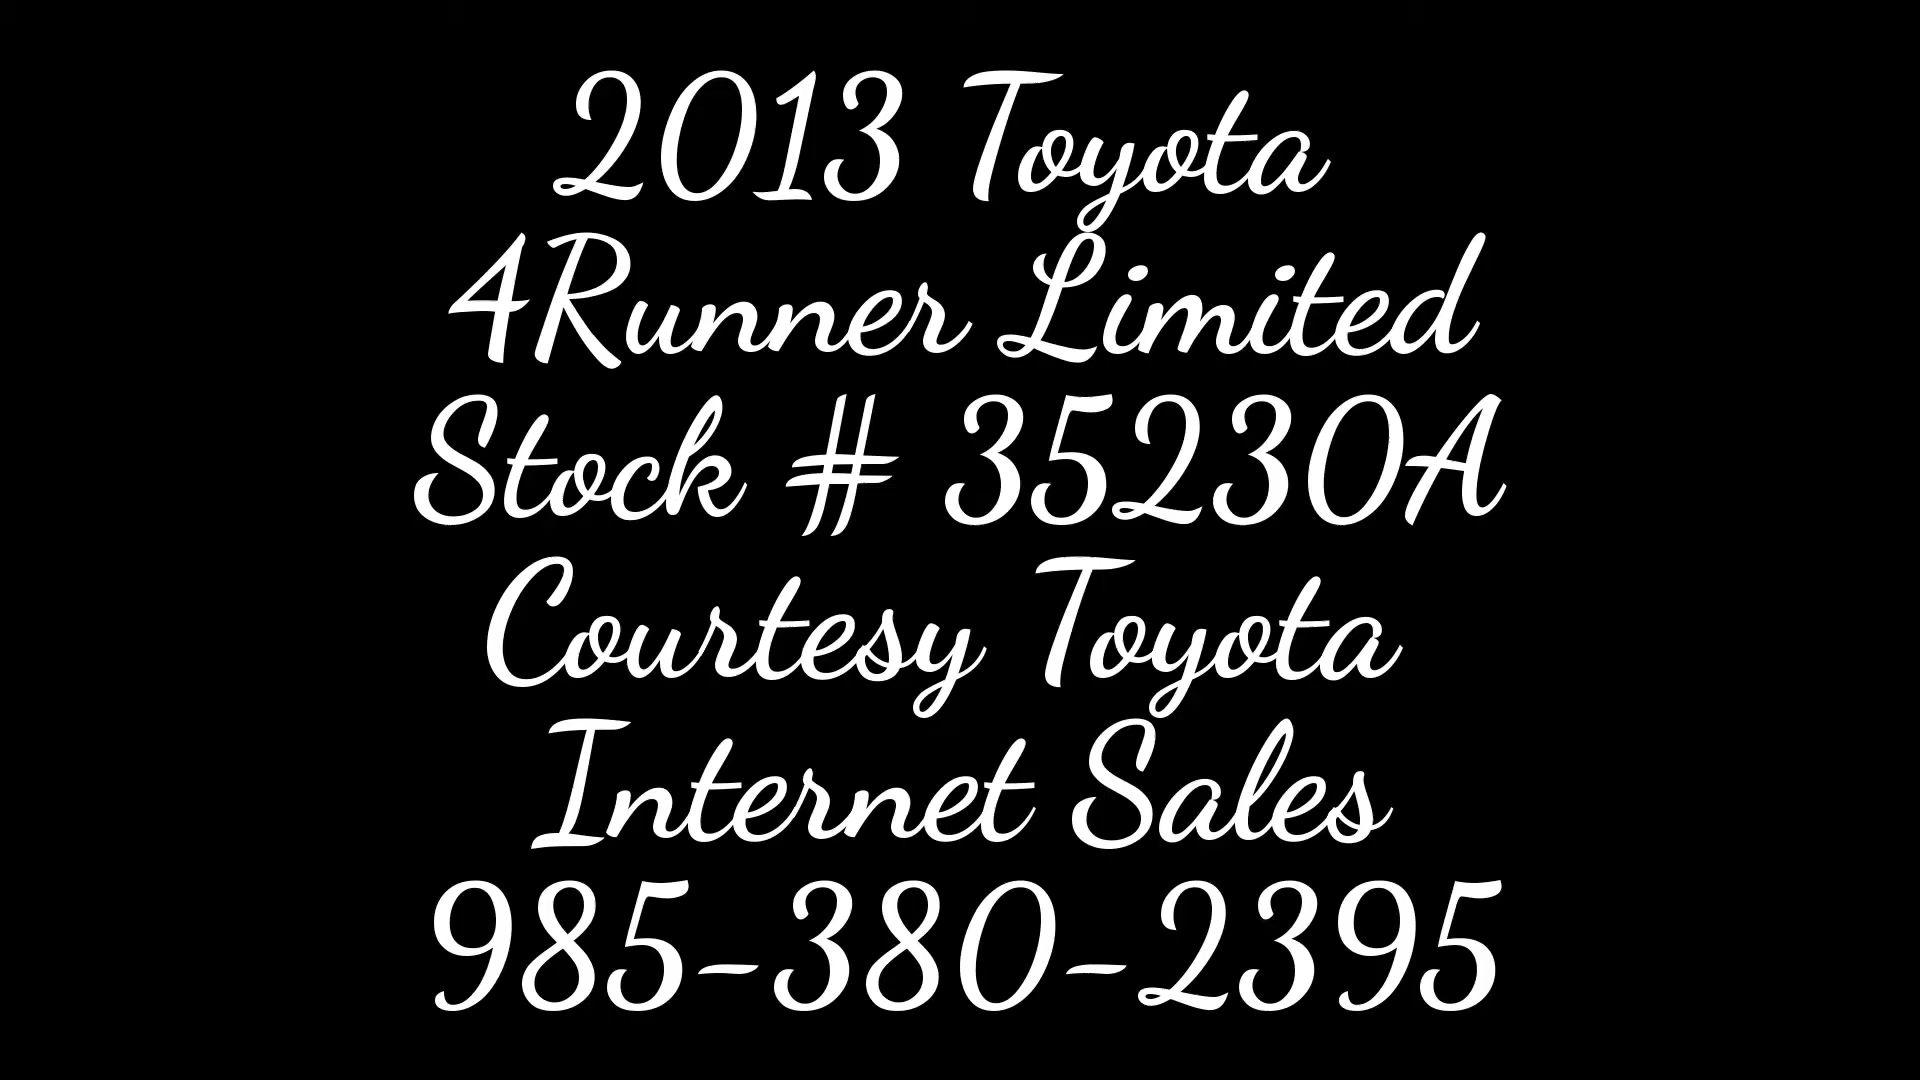 2013 Toyota
4Runner Limited
Stock # 35230A
Courtesy Toyota
Internet Sales
985-380-2395